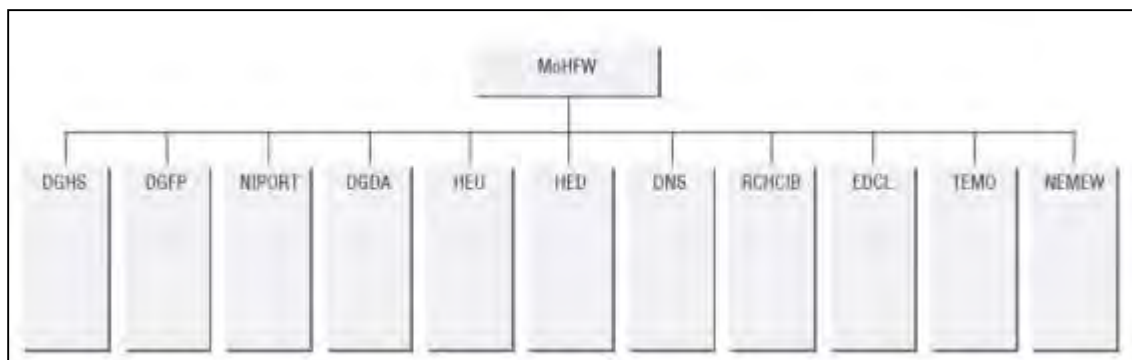 MoHFW
DGHS DGFP NIPORT DGDA HEU HED DNS RCHCIB EDCL TEMO NEMEW